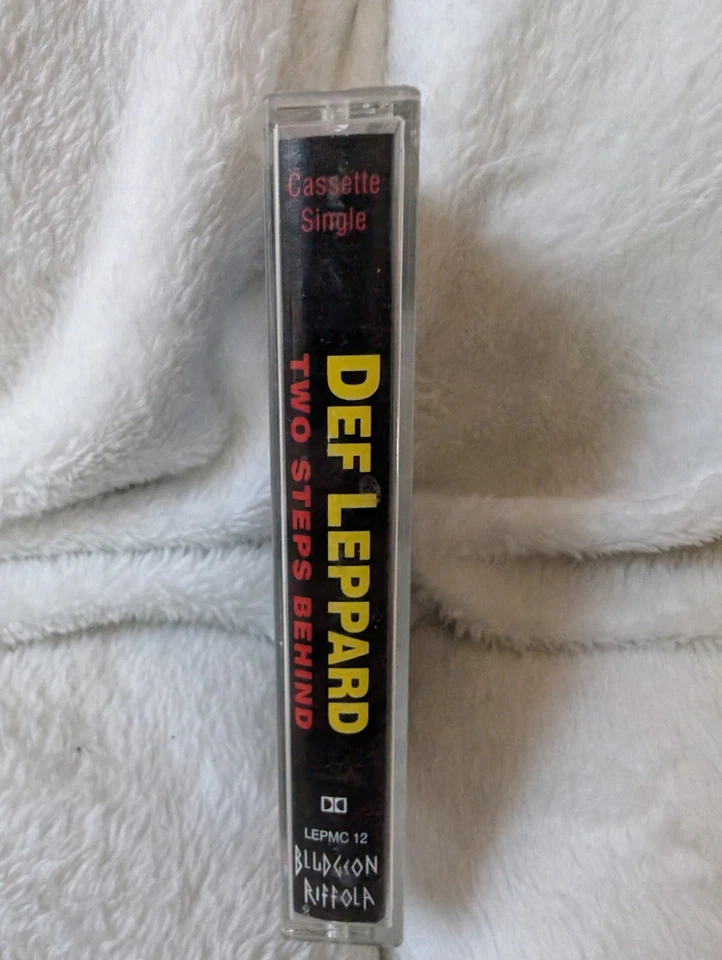 Cassette
Single
DEF LEPPARD
TWO STEPS BEHIND
LEPMC 12
BLUDGEON
RIFFOLA